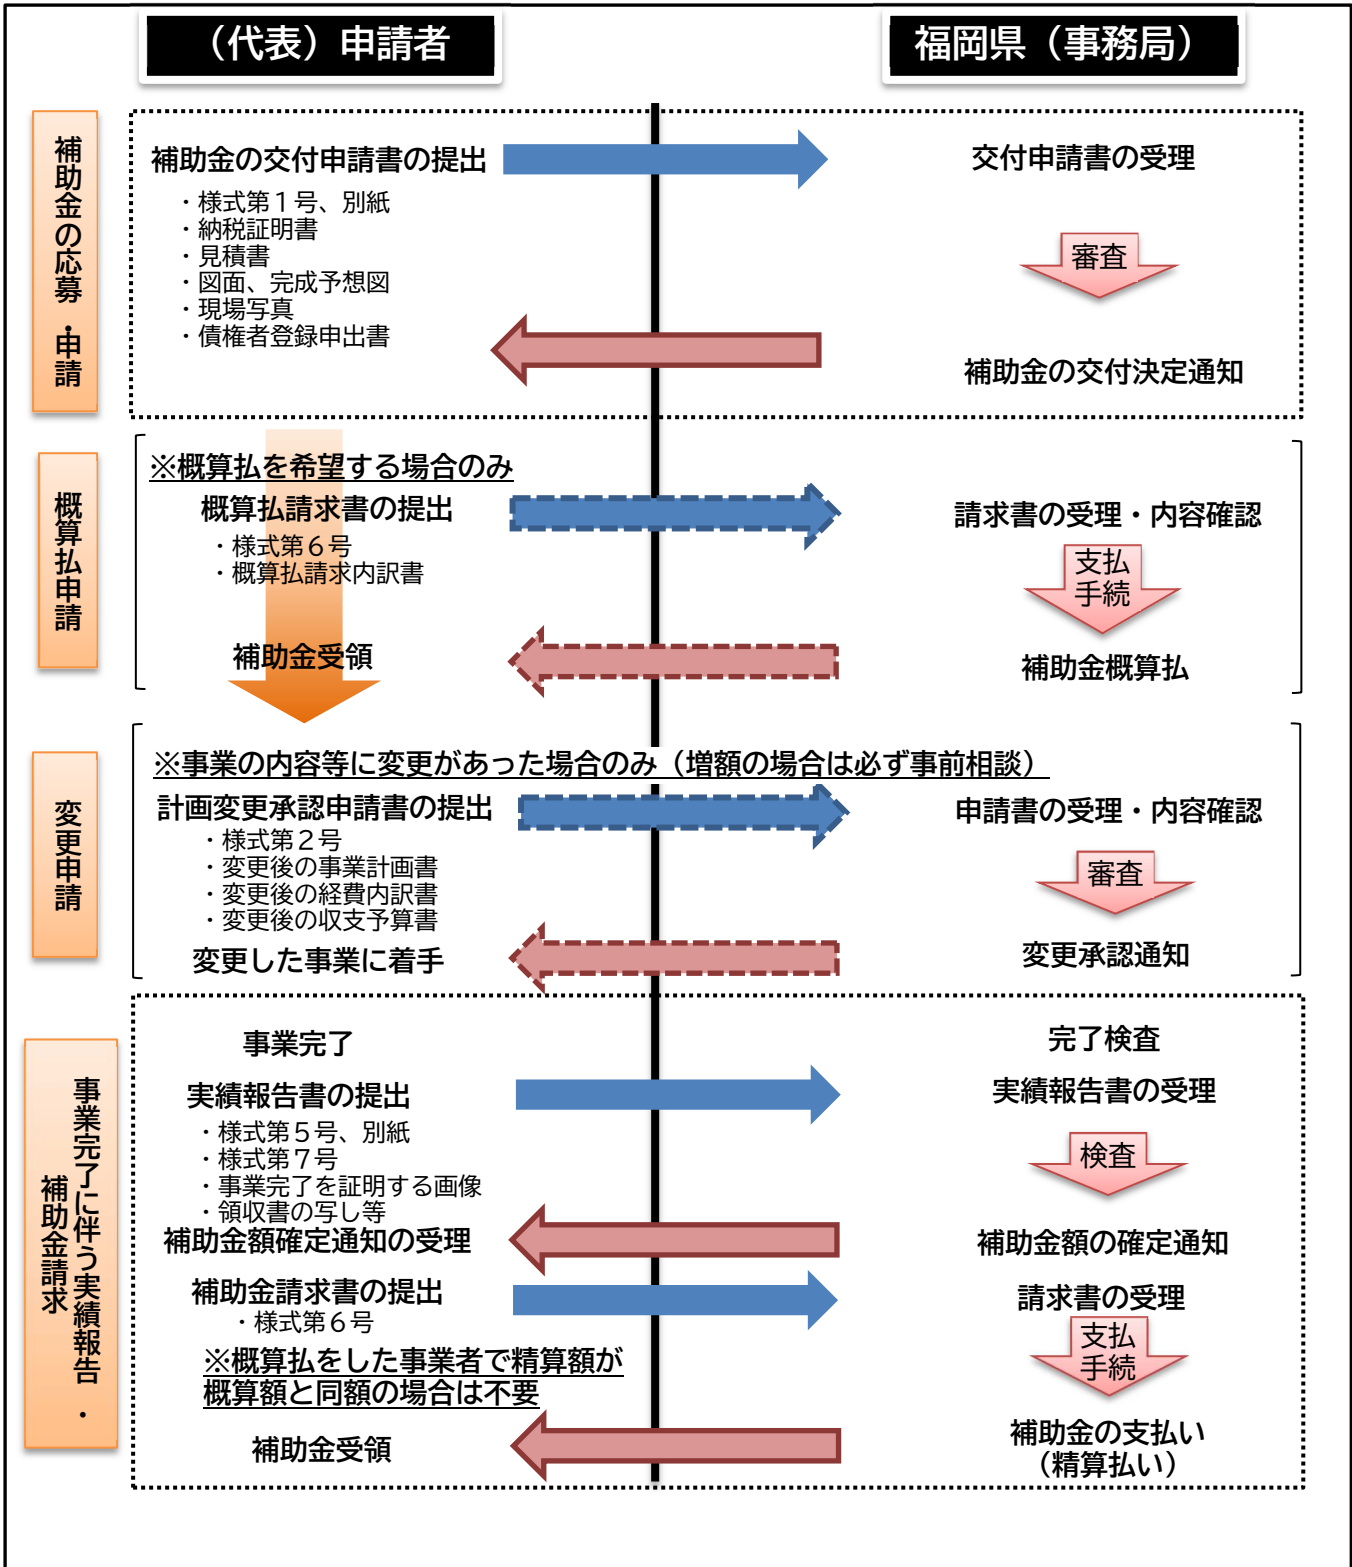 （代表）申請者
福岡県（事務局）
補助金の応募・申請
補助金の交付申請書の提出
・様式第１号、別紙
・納税証明書
・見積書
・図面、完成予想図
・現場写真
・債権者登録申出書
交付申請書の受理
審査
補助金の交付決定通知
概算払申請
※概算払を希望する場合のみ
概算払請求書の提出
・様式第６号
・概算払請求内訳書
補助金受領
請求書の受理・内容確認
支払
手続
補助金概算払
変更申請
※事業の内容等に変更があった場合のみ（増額の場合は必ず事前相談）
計画変更承認申請書の提出
・様式第２号
・変更後の事業計画書
・変更後の経費内訳書
・変更後の収支予算書
変更した事業に着手
申請書の受理・内容確認
審査
変更承認通知
事業完了に伴う実績報告・
補助金請求
事業完了
実績報告書の提出
・様式第５号、別紙
・様式第７号
・事業完了を証明する画像
・領収書の写し等
補助金額確定通知の受理
補助金請求書の提出
・様式第６号
※概算払をした事業者で精算額が
概算額と同額の場合は不要
補助金受領
完了検査
実績報告書の受理
検査
補助金額の確定通知
請求書の受理
支払
手続
補助金の支払い
（精算払い）